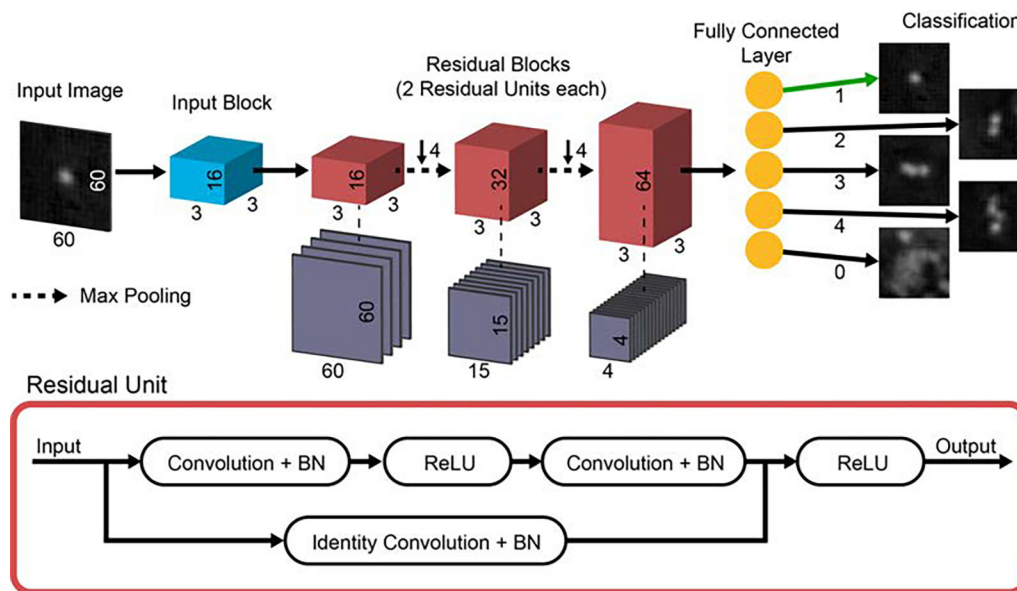 Classification
Fully Connected
Layer
Residual Blocks
(2 Residual Units each)
Input Image
Input Block
60
60
16
3
3
16
3
3
4
32
3
3
4
64
3
3
1
2
3
4
0
Max Pooling
60
60
15
15
4
4
Residual Unit
Input
Convolution + BN
ReLU
Convolution + BN
ReLU
Output
Identity Convolution + BN